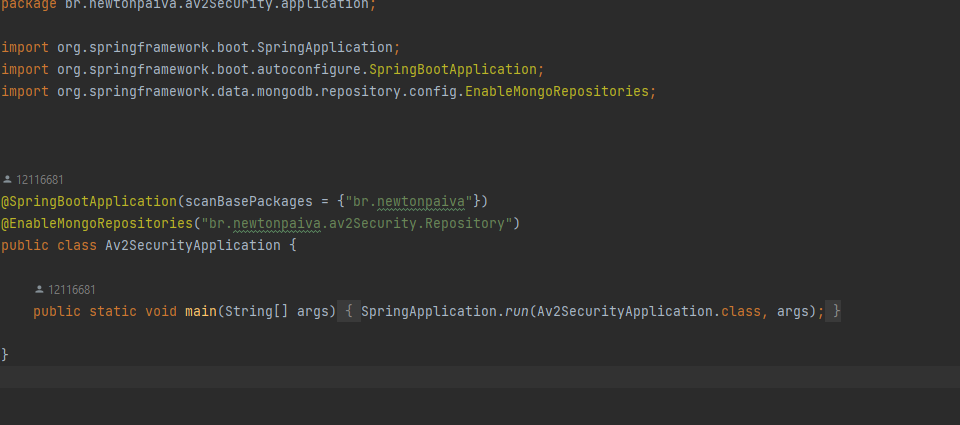 package br.newtonpaiva.av2Security.application;
import org.springframework.boot.SpringApplication;
import org.springframework.boot.autoconfigure.SpringBootApplication;
import org.springframework.data.mongodb.repository.config.EnableMongoRepositories;
12116681
@SpringBootApplication(scanBasePackages = {"br.newtonpaiva"})
@EnableMongoRepositories("br.newtonpaiva.av2Security.Repository")
public class Av2SecurityApplication {
12116681
public static void main(String[] args) { SpringApplication.run(Av2SecurityApplication.class, args); }
}